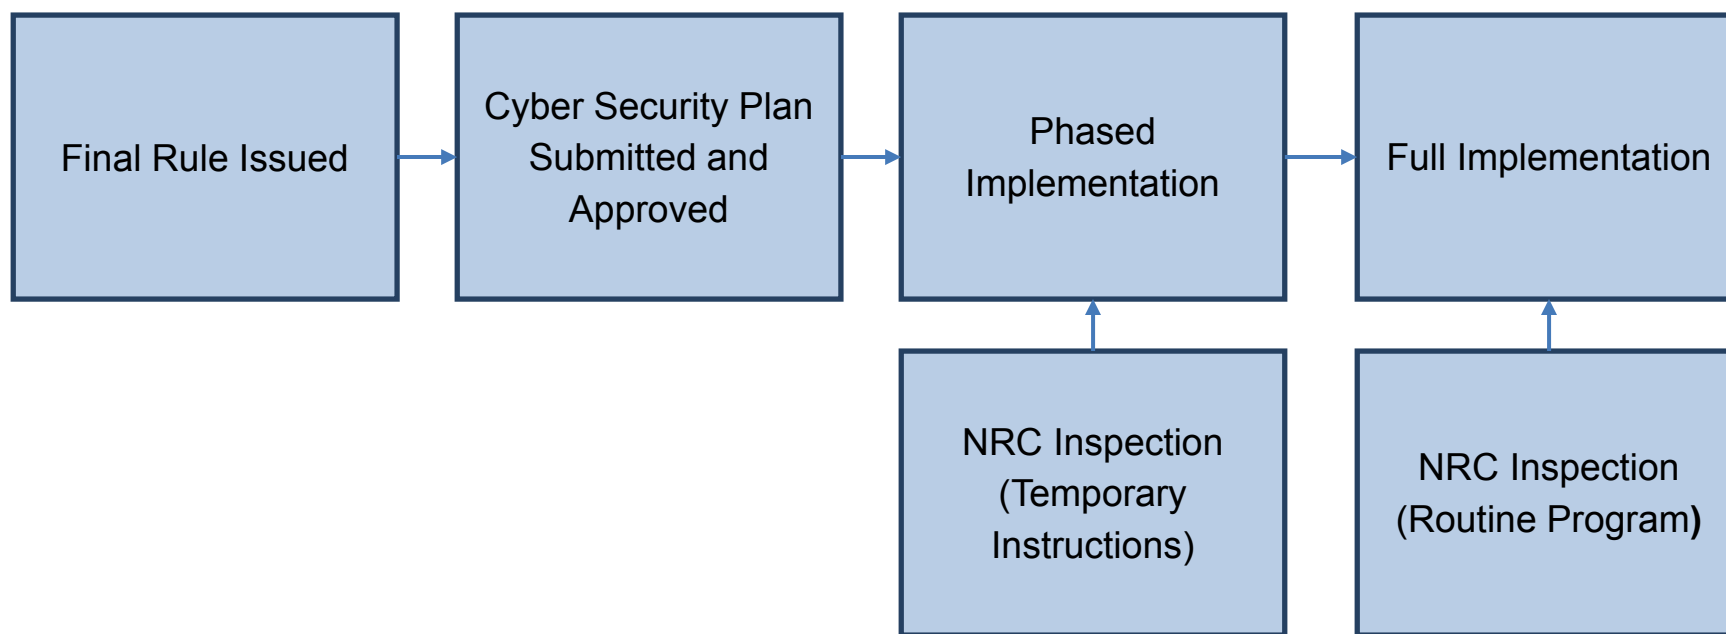 Final Rule Issued
Cyber Security Plan
Submitted and
Approved
Phased
Implementation
Full Implementation
NRC Inspection
(Temporary
Instructions)
NRC Inspection
(Routine Program)